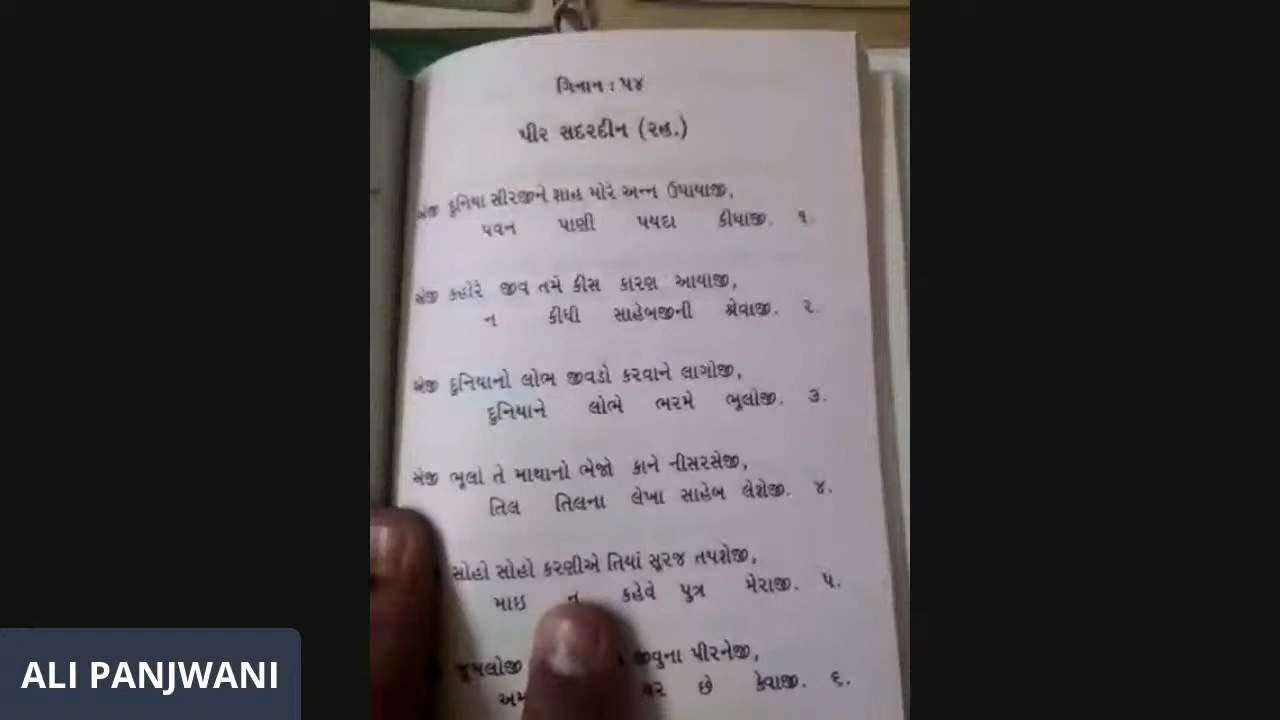 ગિનાન : ૫૪
પીર સદરદીન (રહ.)
એજી દુનિયા સીરજીને શાહ મોરે અન્ન ઉપાયાજી,
પવન પાણી પયદા કીયાજી. ૧.
એજી કહોરે જીવ તમે કીસ કારણ આયાજી,
ન કીધી સાહેબજીની શ્રેવાજી. ૨.
એજી દુનિયાનો લોભ જીવડો કરવાને લાગોજી,
દુનિયાને લોભે ભરમે ભૂલોજી. ૩.
એજી ભૂલો તે માથાનો ભેજો કાને નીસરસેજી,
તિલ તિલના લેખા સાહેબ લેશેજી. ૪.
સોહો સોહો કરણીએ તિયાં સૂરજ તપશેજી,
માઇ ન કહેવે પુત્ર મેરાજી. ૫.
જીવુના પીરનેજી,
છે કેવાજી. ૬.
ALI PANJWANI